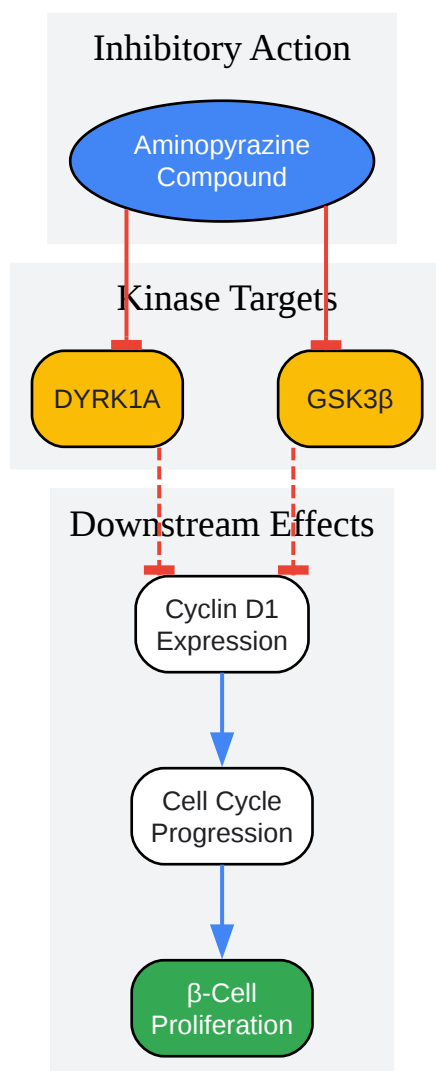 Inhibitory Action
Aminopyrazine
Compound
Kinase Targets
DYRK1A
GSK3β
Downstream Effects
Cyclin D1
Expression
Cell Cycle
Progression
β-Cell
Proliferation